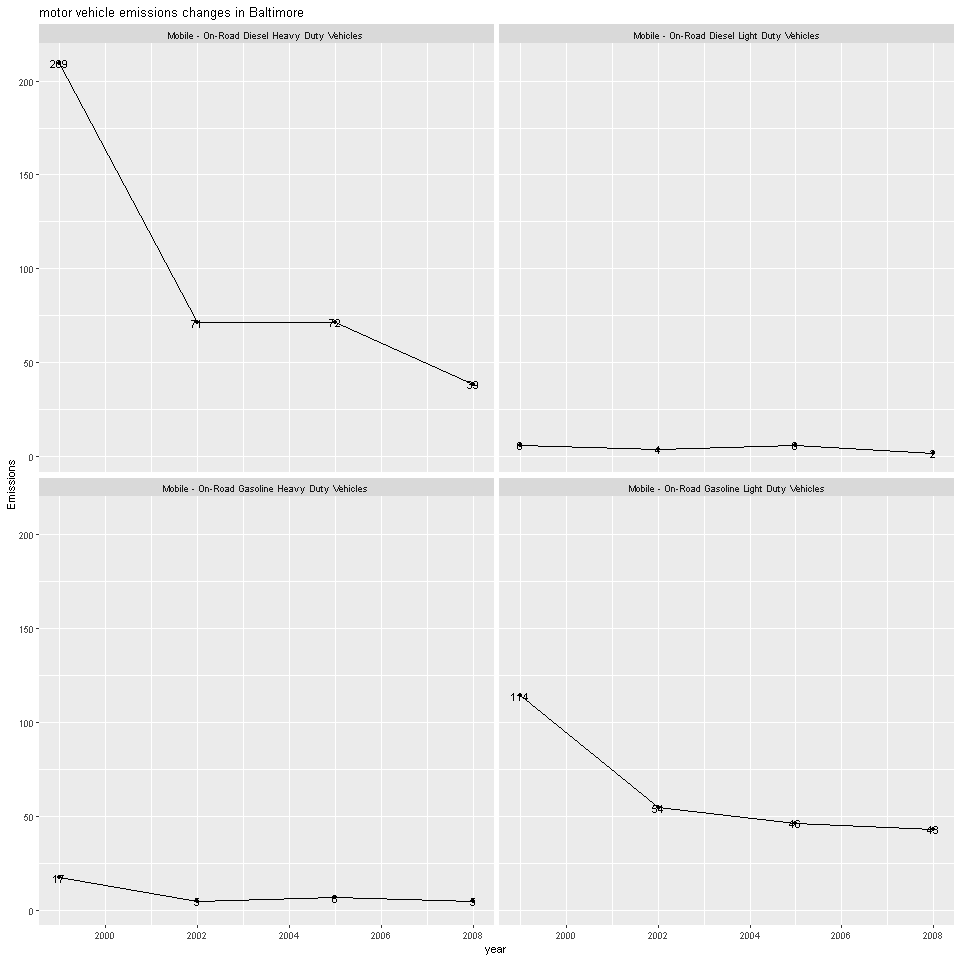 motor vehicle emissions changes in Baltimore
Mobile - On-Road Diesel Heavy Duty Vehicles
Mobile - On-Road Diesel Light Duty Vehicles
200
150
100
50
0
209
71
72
6
4
6
2
Emissions
Mobile - On-Road Gasoline Heavy Duty Vehicles
Mobile - On-Road Gasoline Light Duty Vehicles
200
150
100
50
0
17
5
6
5
114
54
46
43
2000 2002 2004 2006 2008
2000 2002 2004 2006 2008
year